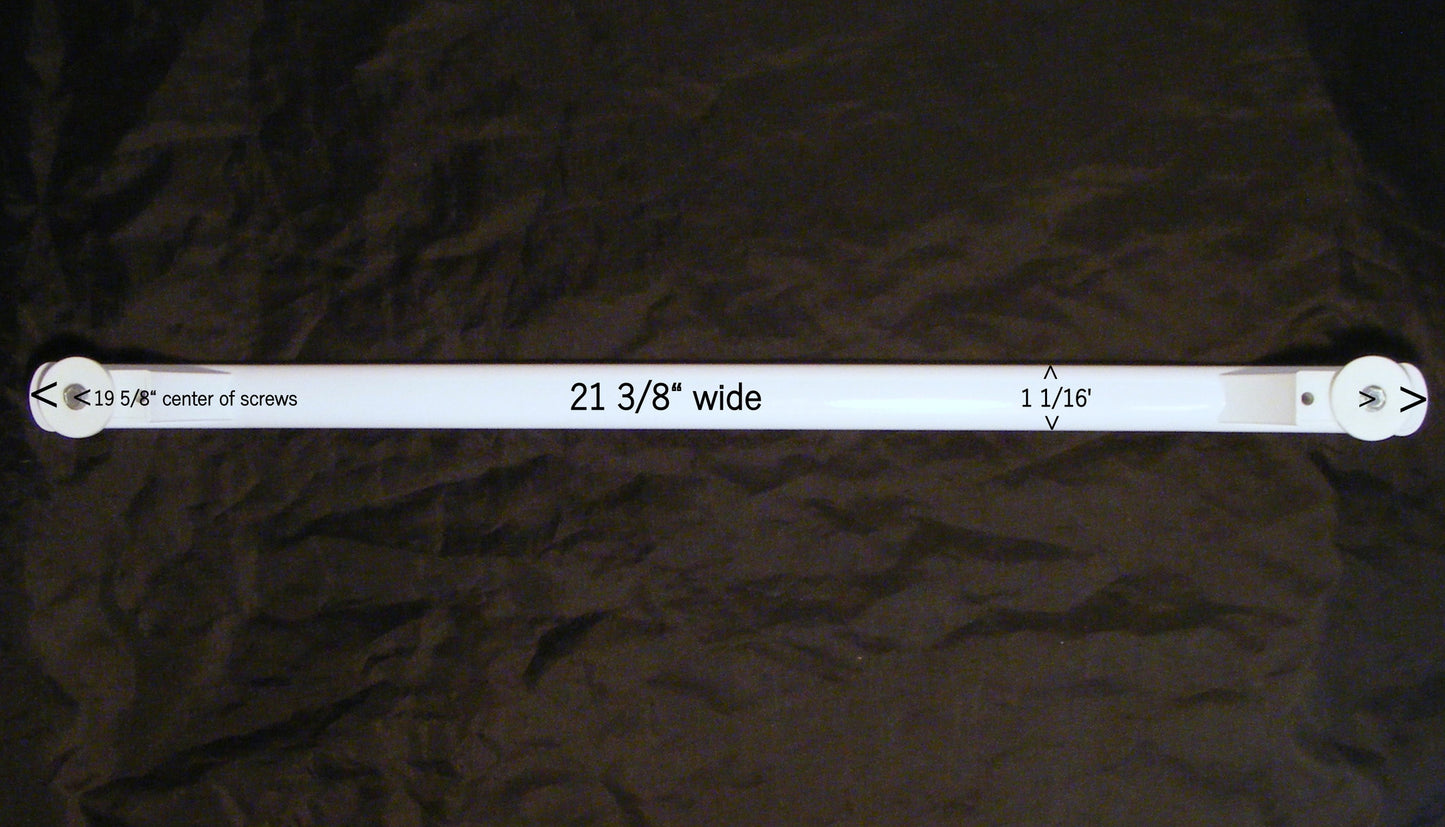 < < 19 5/8“ center of screws
21 3/8“ wide
^
1 1/16'
v
> >